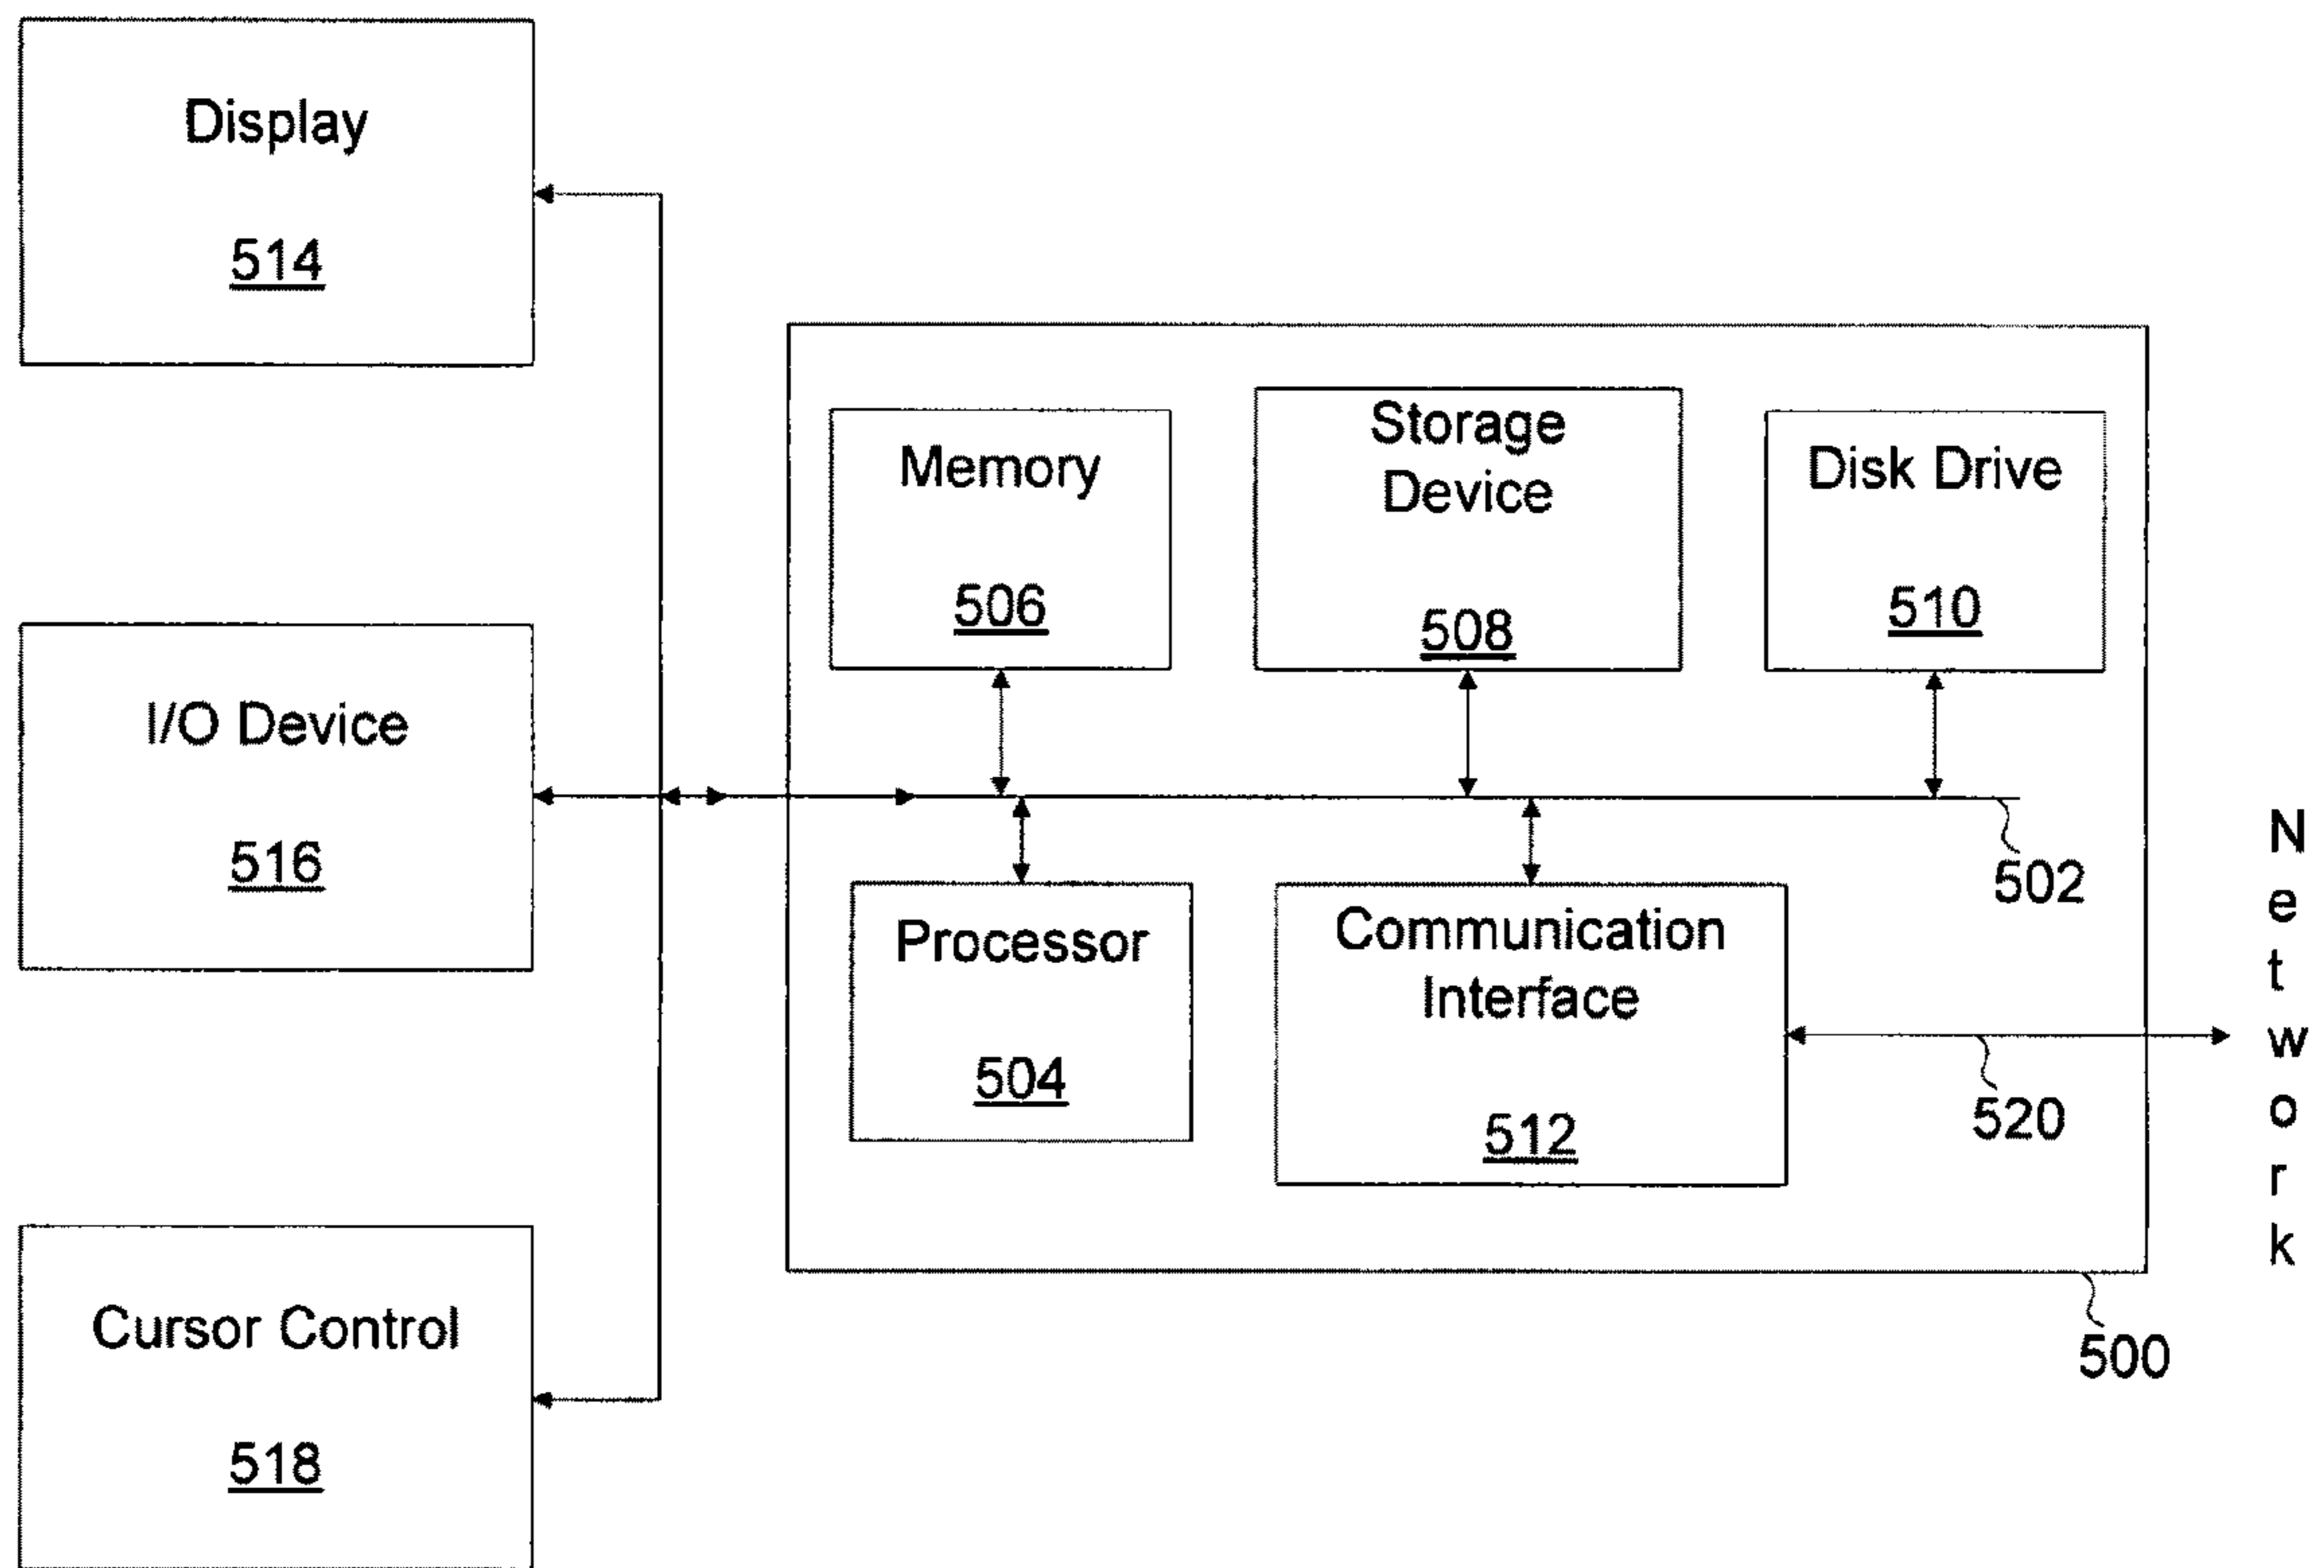 Display
514
I/O Device
516
Cursor Control
518
Memory
506
Storage
Device
508
Disk Drive
510
502
Processor
504
Communication
Interface
512
520
500
Network